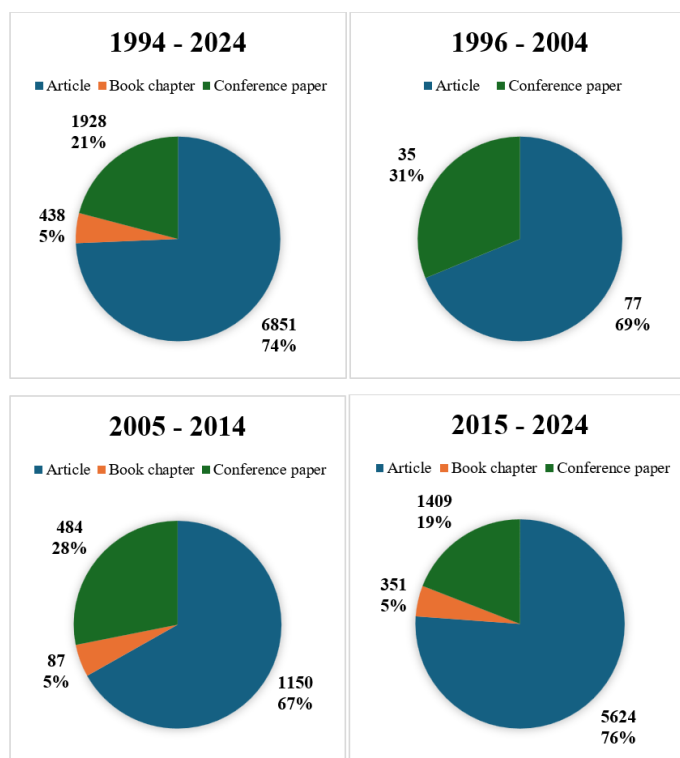 1994 - 2024
Article Book chapter Conference paper
1928
21%
438
5%
6851
74%
1996 - 2004
Article Conference paper
35
31%
77
69%
2005 - 2014
Article Book chapter Conference paper
484
28%
87
5%
1150
67%
2015 - 2024
Article Book chapter Conference paper
1409
19%
351
5%
5624
76%